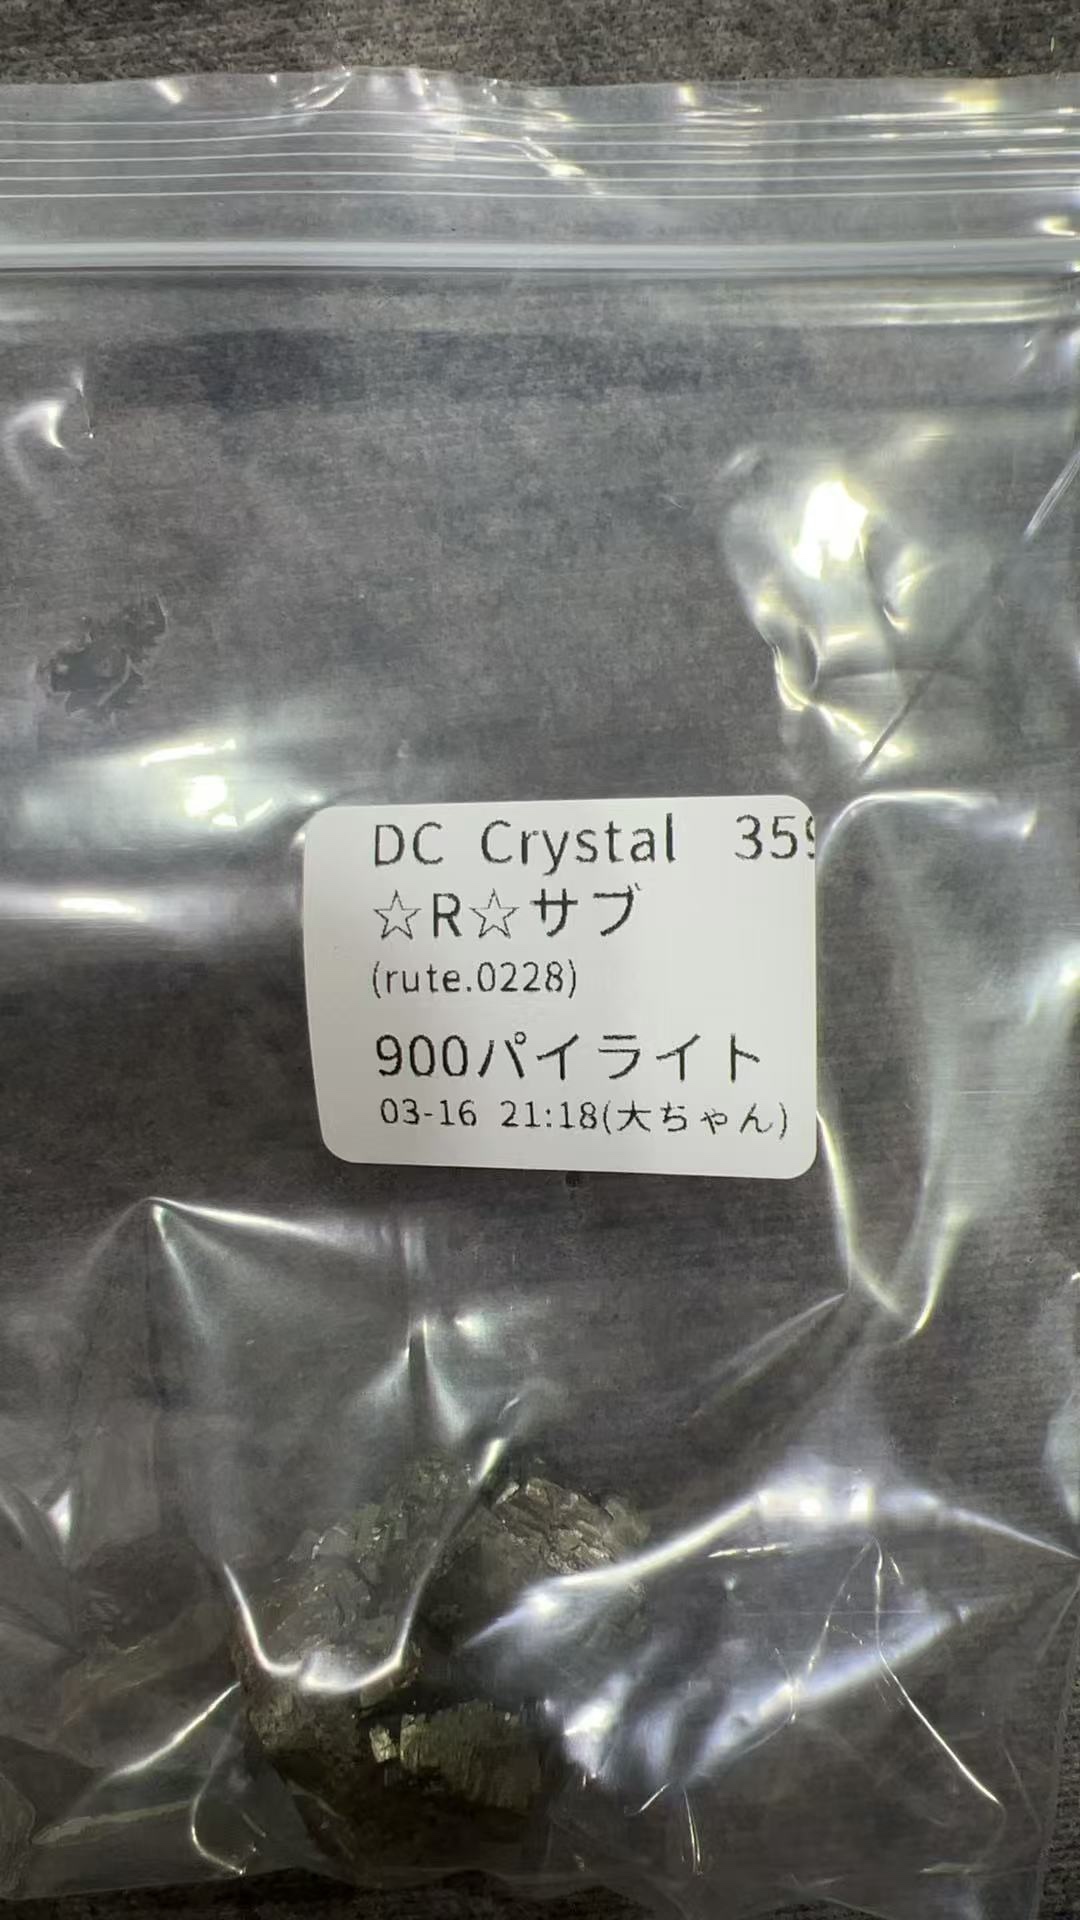 DC Crystal 359
☆R☆サブ
(rute.0228)
900パイライト
03-16 21:18(大ちゃん)